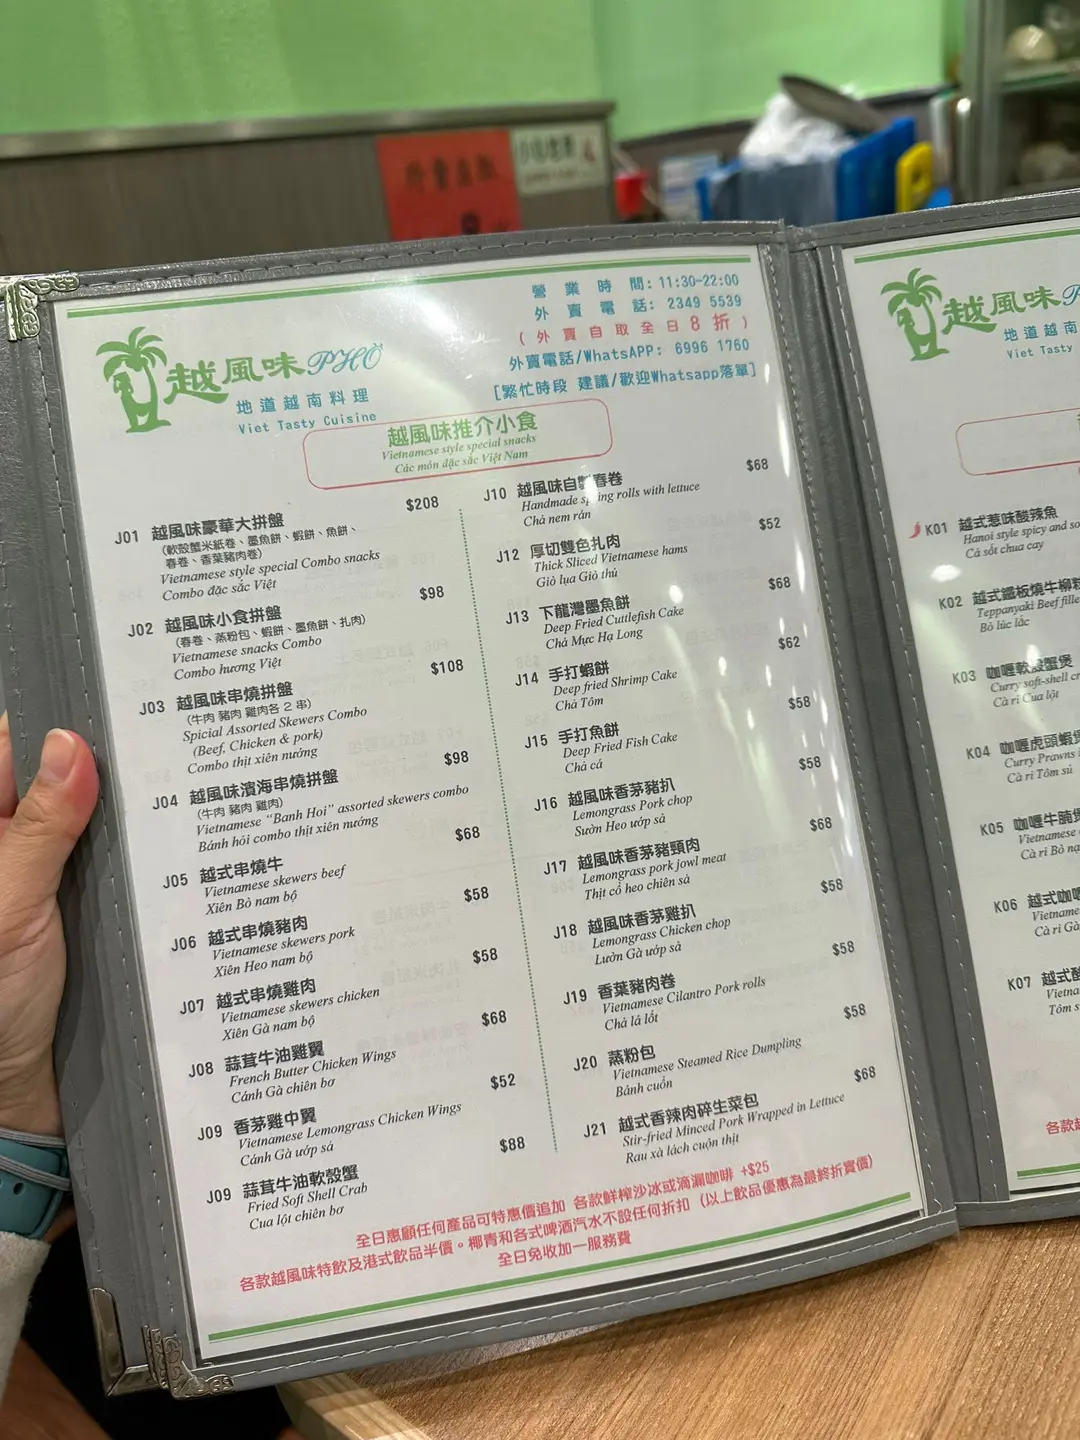 越風味PHỞ
地道越南料理
Viet Tasty Cuisine
營業時間: 11:30-22:00
外賣電話: 2349 5539
(外賣自取全日8折)
外賣電話/WhatsAPP: 6996 1760
[繁忙時段 建議/歡迎Whatsapp落單]
越風味推介小食
Vietnamese style special snacks
Các món đặc sắc Việt Nam
J01 越風味豪華大拼盤 $208
(軟殼蟹米紙卷、墨魚餅、蝦餅、魚餅、
春卷、香葉豬肉卷)
Vietnamese style special Combo snacks
Combo đặc sắc Việt
J02 越風味小食拼盤 $98
(春卷、蒸粉包、蝦餅、墨魚餅、扎肉)
Vietnamese snacks Combo
Combo hương Việt
J03 越風味串燒拼盤 $108
(牛肉 豬肉 雞肉各 2 串)
Spicial Assorted Skewers Combo
(Beef, Chicken & pork)
Combo thịt xiên nướng
J04 越風味濱海串燒拼盤 $98
(牛肉 豬肉 雞肉)
Vietnamese "Banh Hoi" assorted skewers combo
Bánh hỏi combo thịt xiên nướng
J05 越式串燒牛 $68
Vietnamese skewers beef
Xiên Bò nam bộ
J06 越式串燒豬肉 $58
Vietnamese skewers pork
Xiên Heo nam bộ
J07 越式串燒雞肉 $58
Vietnamese skewers chicken
Xiên Gà nam bộ
J08 蒜茸牛油雞翼 $68
French Butter Chicken Wings
Cánh Gà chiên bơ
J09 香茅雞中翼 $52
Vietnamese Lemongrass Chicken Wings
Cánh Gà ướp sả
J09 蒜茸牛油軟殼蟹 $88
Fried Soft Shell Crab
Cua lột chiên bơ
J10 越風味自製春卷 $68
Handmade spring rolls with lettuce
Chả nem rán
J12 厚切雙色扎肉 $52
Thick Sliced Vietnamese hams
Giò lụa Giò thủ
J13 下龍灣墨魚餅 $68
Deep Fried Cuttlefish Cake
Chả Mực Hạ Long
J14 手打蝦餅 $62
Deep fried Shrimp Cake
Chả Tôm
J15 手打魚餅 $58
Deep Fried Fish Cake
Chả cá
J16 越風味香茅豬扒 $58
Lemongrass Pork chop
Sườn Heo ướp sả
J17 越風味香茅豬頸肉 $68
Lemongrass pork jowl meat
Thịt cổ heo chiên sả
J18 越風味香茅雞扒 $58
Lemongrass Chicken chop
Lườn Gà ướp sả
J19 香葉豬肉卷 $58
Vietnamese Cilantro Pork rolls
Chả lá lốt
J20 蒸粉包 $58
Vietnamese Steamed Rice Dumpling
Bánh cuốn
J21 越式香辣肉碎生菜包 $68
Stir-fried Minced Pork Wrapped in Lettuce
Rau xà lách cuộn thịt
全日惠顧任何產品可特惠價追加 各款鮮榨沙冰或滴漏咖啡 +$25
各款越風味特飲及港式飲品半價。椰青和各式啤酒汽水不設任何折扣 (以上飲品優惠為最終折實價)
全日免收加一服務費
越風味
地道越南
Viet Tasty
K01 越式惹味酸辣魚
Hanoi style spicy and so
Cá sốt chua cay
K02 越式鐵板燒牛柳粒
Teppanyaki Beef fille
Bò lúc lắc
K03 咖喱軟殼蟹煲
Curry soft-shell cr
Cà ri Cua lột
K04 咖喱虎頭蝦煲
Curry Prawns
Cà ri Tôm sú
K05 咖喱牛腩煲
Vietnamese
Cà ri Bò nạ
K06 越式咖喱
Vietname
Cà ri Gà
K07 越式酸
Vietna
Tôm s
各款越